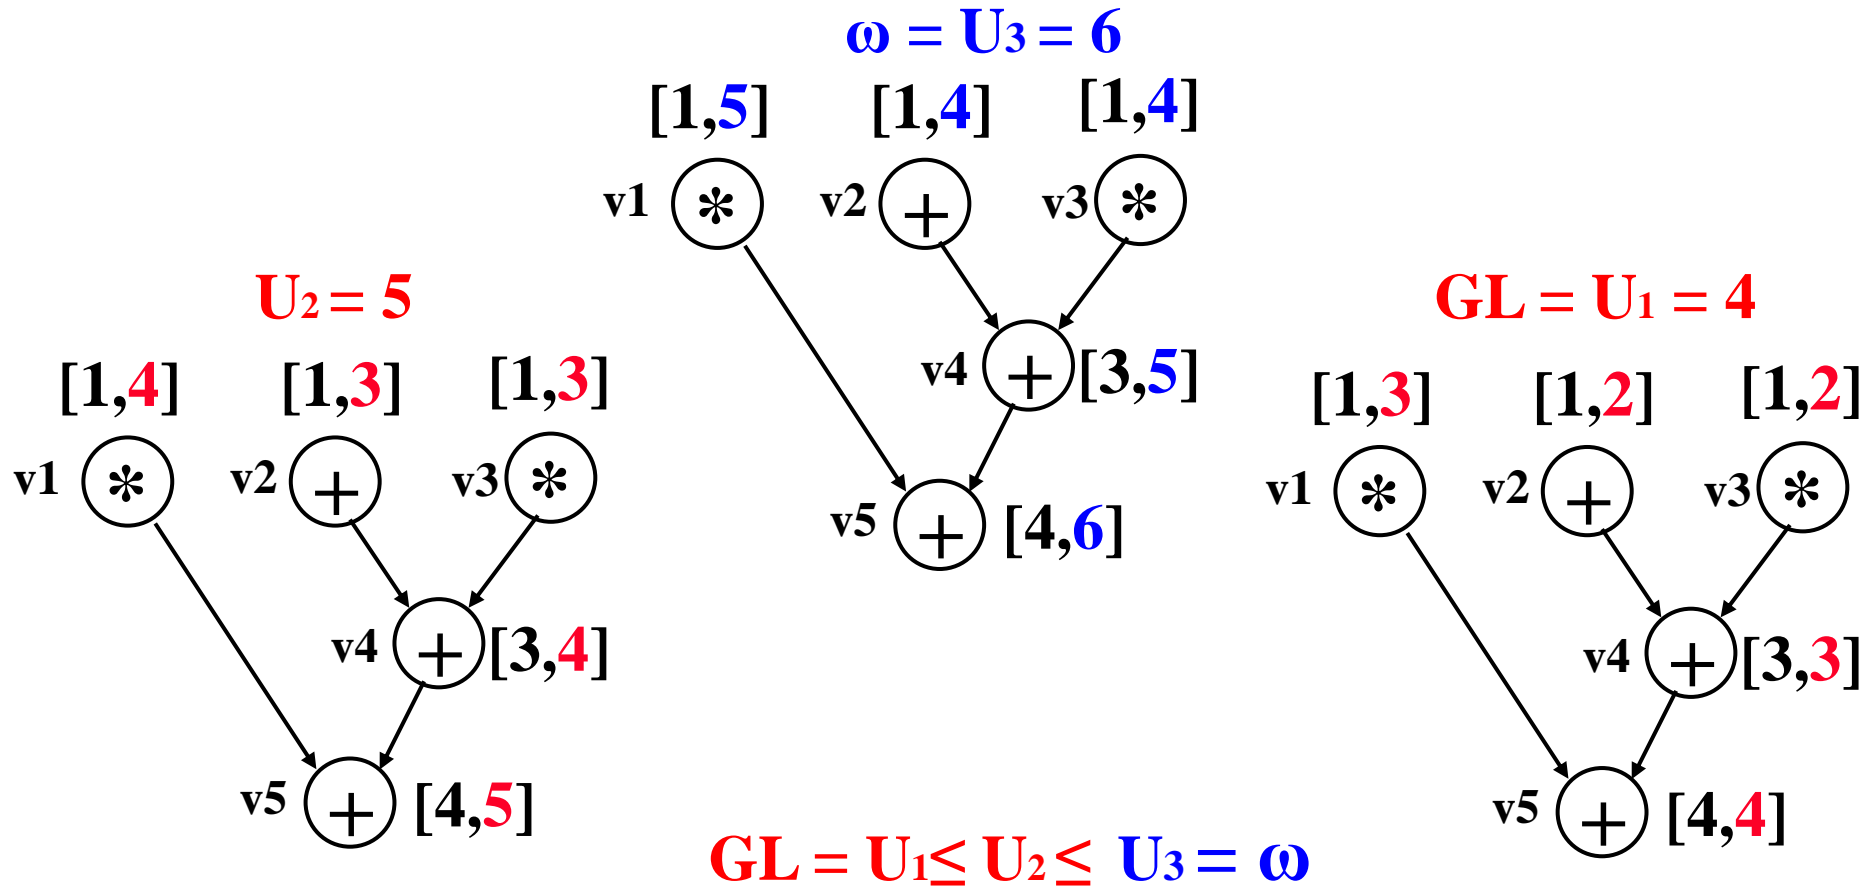 ω = U3 = 6
[1,5] [1,4] [1,4]
v1 * v2 + v3 *
v4 + [3,5]
v5 + [4,6]
U2 = 5
[1,4] [1,3] [1,3]
v1 * v2 + v3 *
v4 + [3,4]
v5 + [4,5]
GL = U1 = 4
[1,3] [1,2] [1,2]
v1 * v2 + v3 *
v4 + [3,3]
v5 + [4,4]
GL = U1 ≤ U2 ≤ U3 = ω